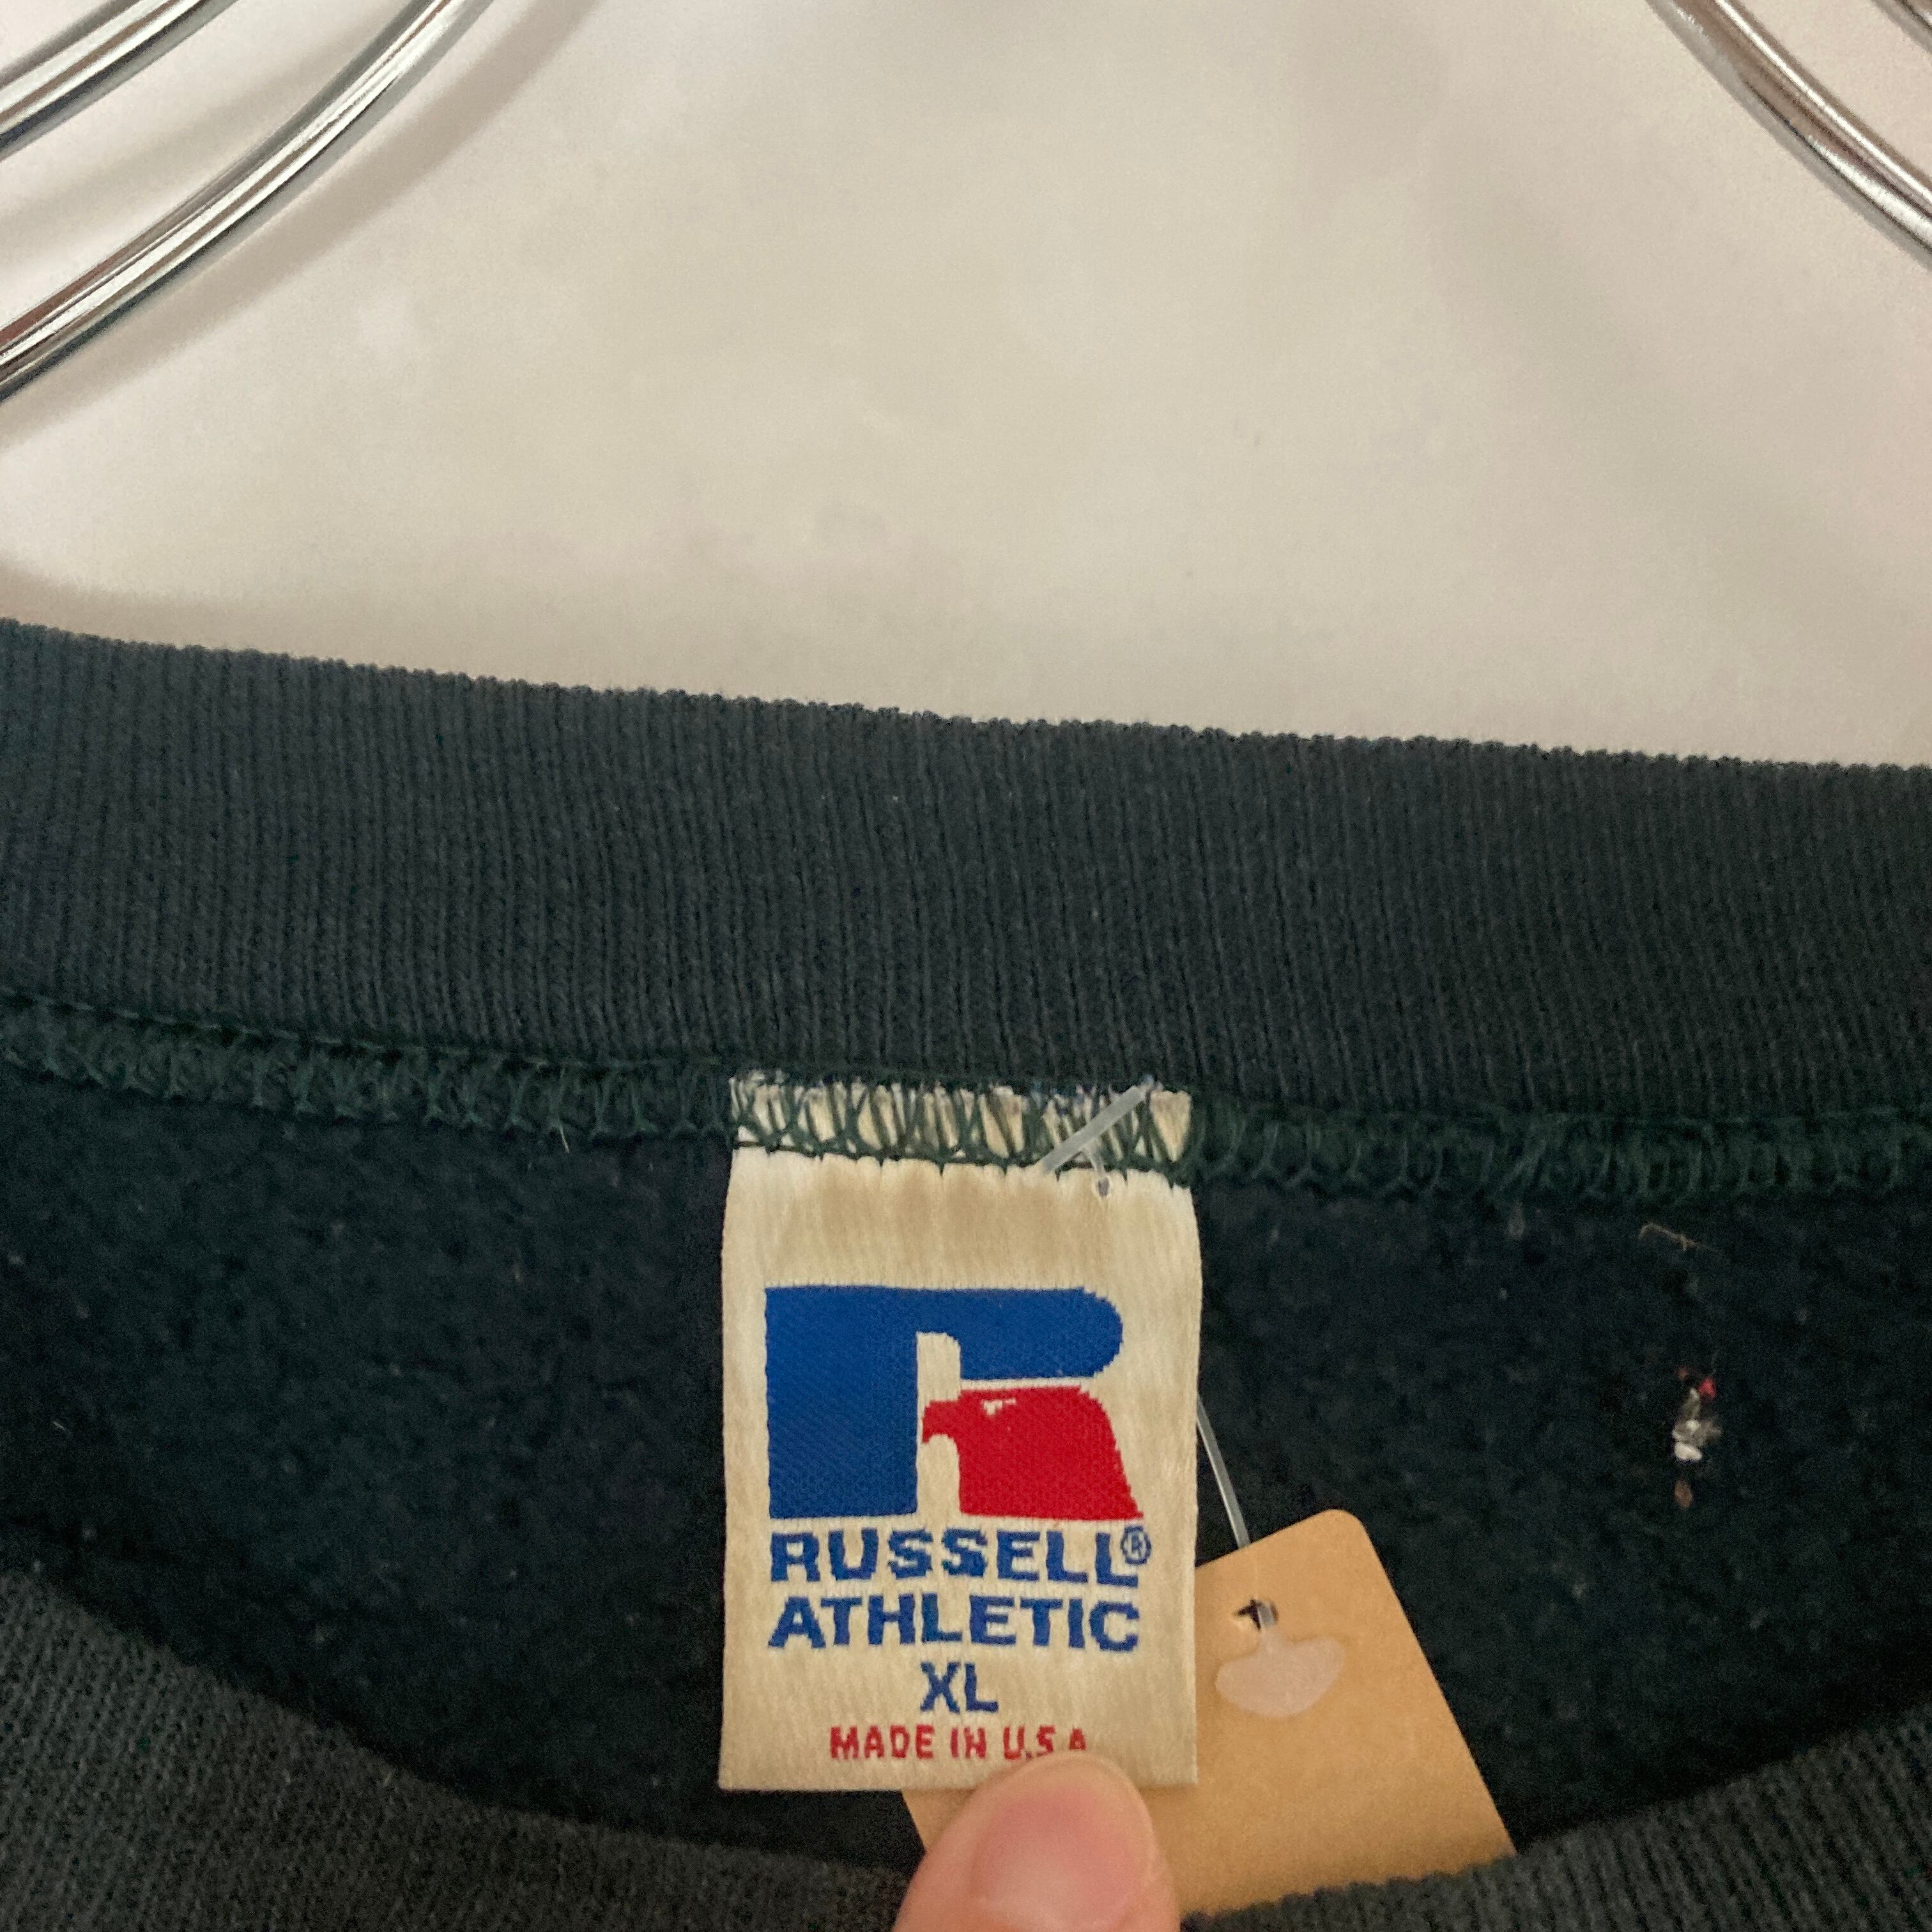 RUSSELL®
ATHLETIC
XL
MADE IN U.S.A